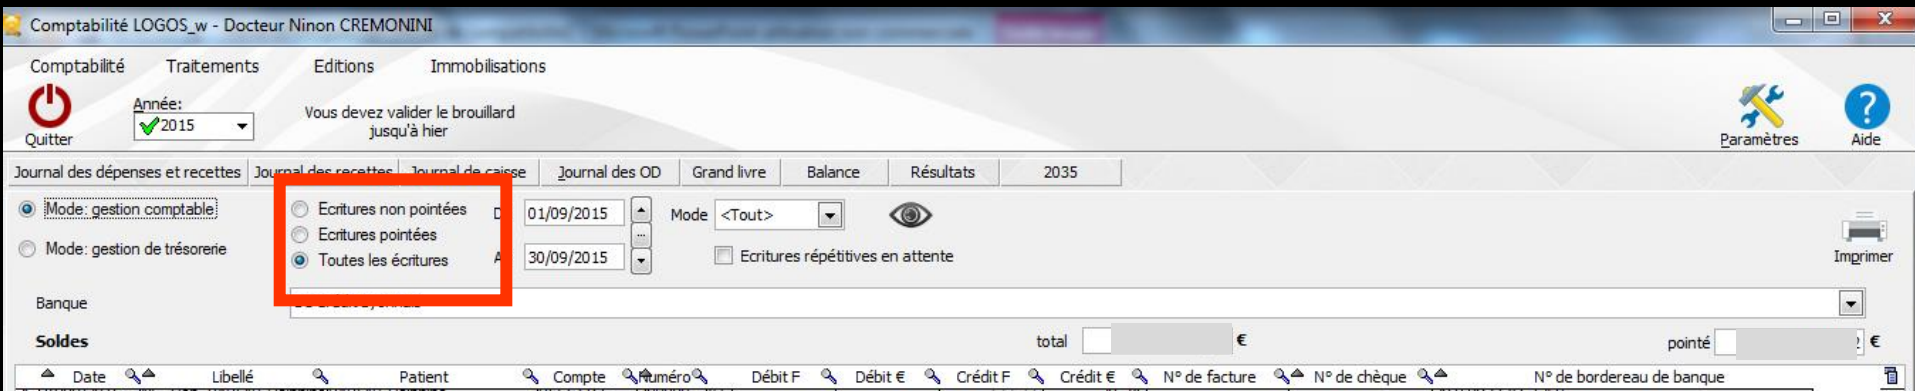 Comptabilité LOGOS_w - Docteur Ninon CREMONINI
Comptabilité Traitements Editions Immobilisations
Année:
2015
Vous devez valider le brouillard
jusqu'à hier
Quitter
Paramètres
Aide
Journal des dépenses et recettes Journal des recettes Journal de caisse Journal des OD Grand livre Balance Résultats 2035
Mode: gestion comptable
Mode: gestion de trésorerie
Ecritures non pointées
Ecritures pointées
Toutes les écritures
01/09/2015
...
30/09/2015
Mode <Tout>
Ecritures répétitives en attente
Imprimer
Banque
Soldes total € pointé €
Date Libellé Patient Compte Numéro Débit F Débit € Crédit F Crédit € N° de facture N° de chèque N° de bordereau de banque